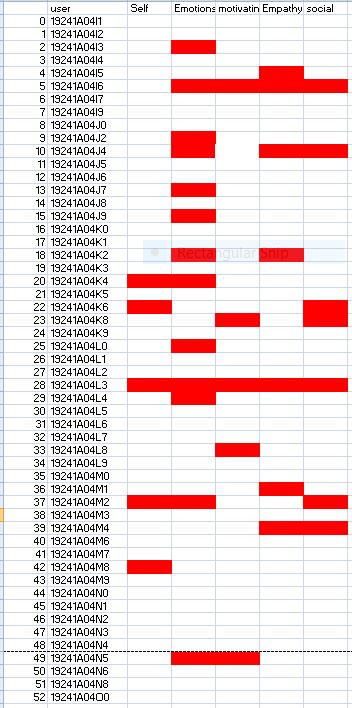 user Self Emotions motivatin Empathy social
0 19241A04I1
1 19241A04I2
2 19241A04I3
3 19241A04I4
4 19241A04I5
5 19241A04I6
6 19241A04I7
7 19241A04I9
8 19241A04J0
9 19241A04J2
10 19241A04J4
11 19241A04J5
12 19241A04J6
13 19241A04J7
14 19241A04J8
15 19241A04J9
16 19241A04K0
17 19241A04K1
18 19241A04K2 Rectangular Snip
19 19241A04K3
20 19241A04K4
21 19241A04K5
22 19241A04K6
23 19241A04K8
24 19241A04K9
25 19241A04L0
26 19241A04L1
27 19241A04L2
28 19241A04L3
29 19241A04L4
30 19241A04L5
31 19241A04L6
32 19241A04L7
33 19241A04L8
34 19241A04L9
35 19241A04M0
36 19241A04M1
37 19241A04M2
38 19241A04M3
39 19241A04M4
40 19241A04M6
41 19241A04M7
42 19241A04M8
43 19241A04M9
44 19241A04N0
45 19241A04N1
46 19241A04N2
47 19241A04N3
48 19241A04N4
49 19241A04N5
50 19241A04N6
51 19241A04N8
52 19241A04O0